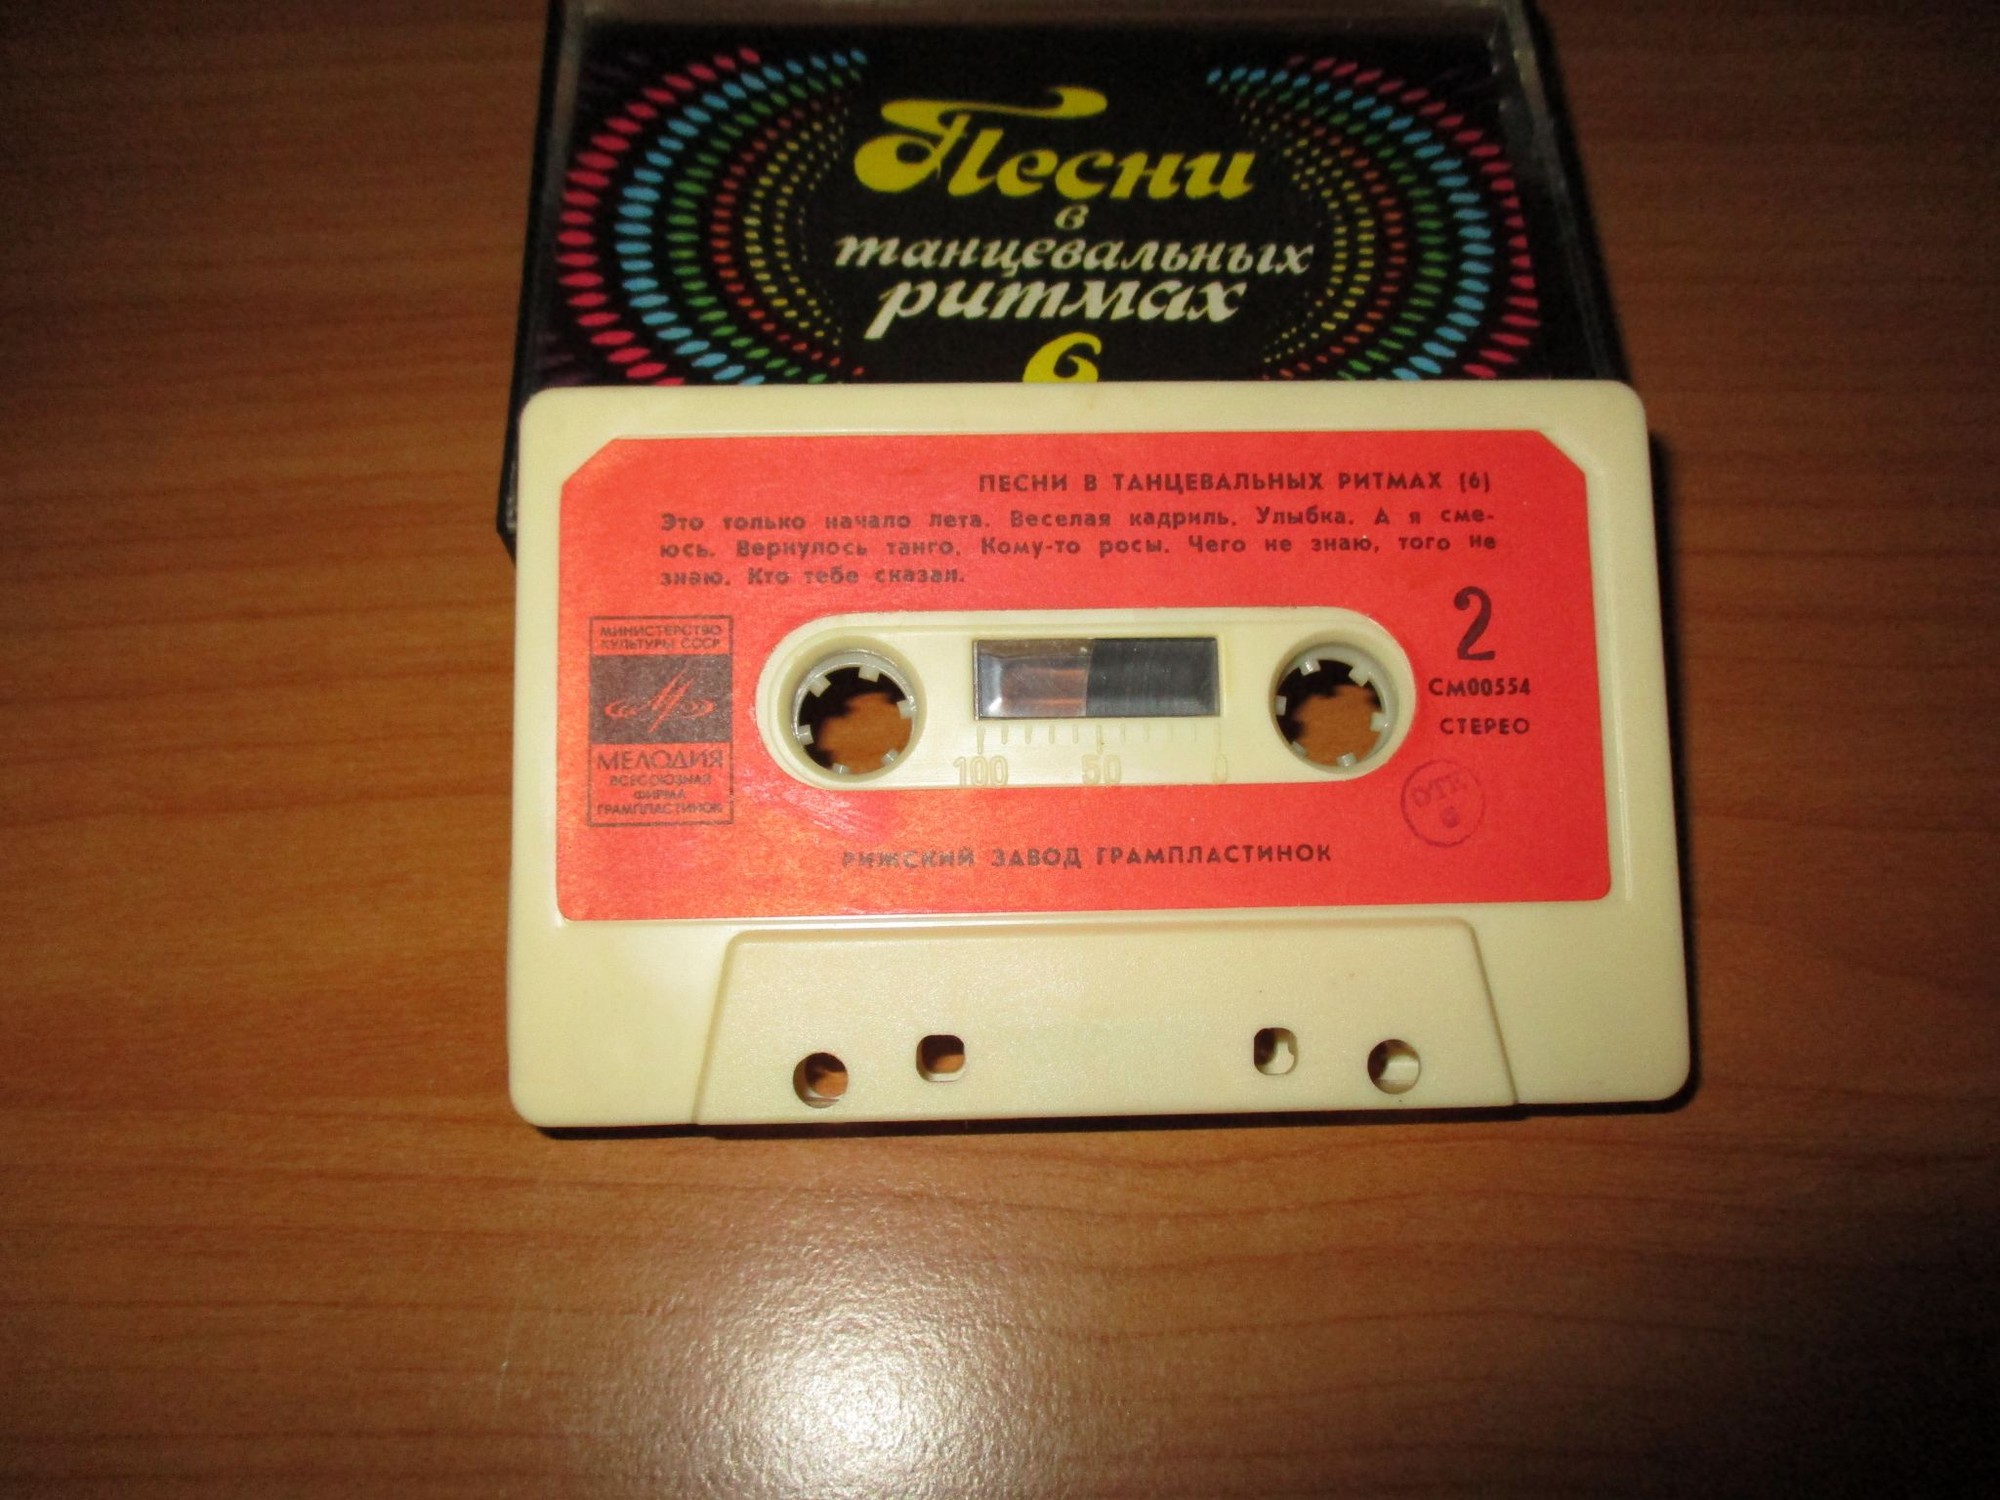 Песни
в
танцевальных
ритмах
6
ПЕСНИ В ТАНЦЕВАЛЬНЫХ РИТМАХ (6)
Это только начало лета. Веселая кадриль. Улыбка. А я сме-
юсь. Вернулось танго. Кому-то росы. Чего не знаю, того не
знаю. Кто тебе сказал.
2
СМ00554
СТЕРЕО
МИНИСТЕРСТВО
КУЛЬТУРЫ СССР
МЕЛОДИЯ
ВСЕСОЮЗНАЯ
ФИРМА
ГРАМПЛАСТИНОК
100 50 0
ОТК
РИЖСКИЙ ЗАВОД ГРАМПЛАСТИНОК